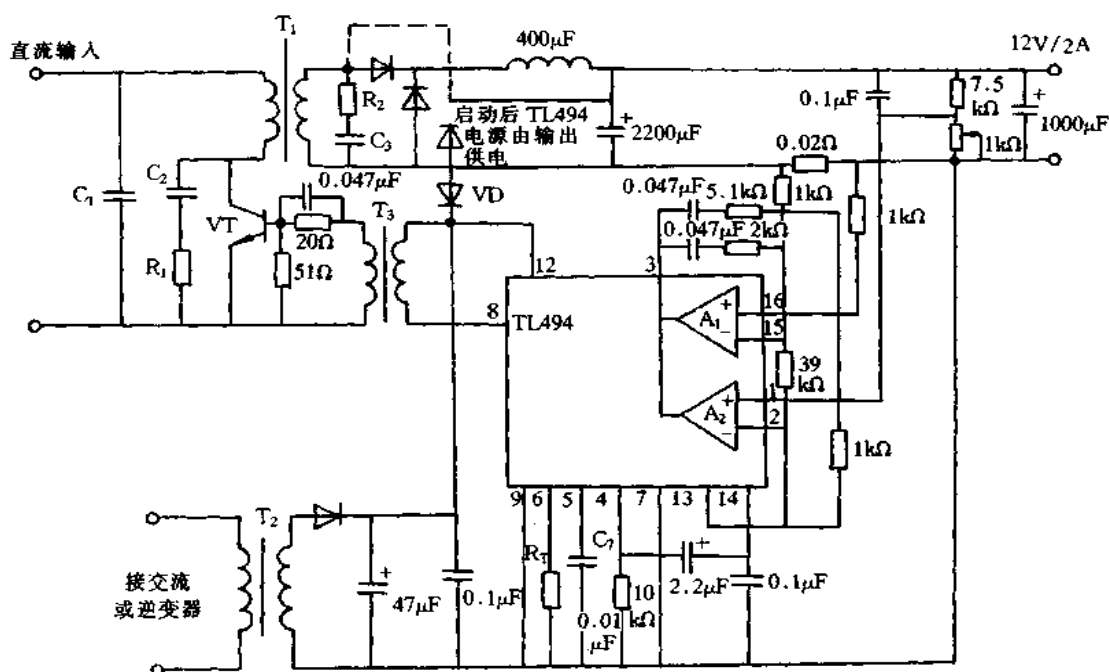 T₁
直流输入
400μF
12V/2A
R₂
C₃
启动后 TL494
电源由输出
供电
2200μF
0.1μF
7.5
kΩ
1kΩ
1000μF
0.02Ω
C₁
C₂
0.047μF
VT
20Ω
51Ω
R₁
T₃
VD
0.047μF
5.1kΩ
1kΩ
0.047μF
2kΩ
1kΩ
12
3
8
TL494
A₁
+
−
16
15
39
kΩ
A₂
+
−
1
2
1kΩ
9
6
5
4
7
13
14
T₂
接交流
或逆变器
47μF
0.1μF
0.01
μF
10
kΩ
2.2μF
0.1μF